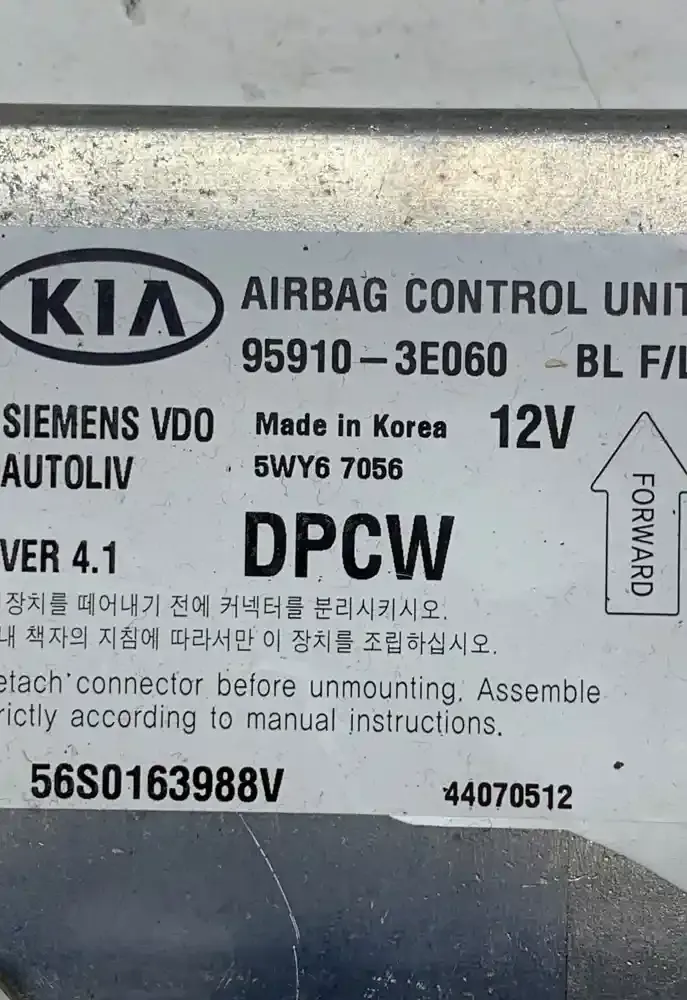 KIA AIRBAG CONTROL UNIT
95910-3E060 BL F/L
SIEMENS VDO Made in Korea 12V
AUTOLIV 5WY6 7056
FORWARD
VER 4.1 DPCW
장치를 떼어내기 전에 커넥터를 분리시키시오.
내 책자의 지침에 따라서만 이 장치를 조립하십시오.
etach connector before unmounting. Assemble
rictly according to manual instructions.
56S0163988V 44070512